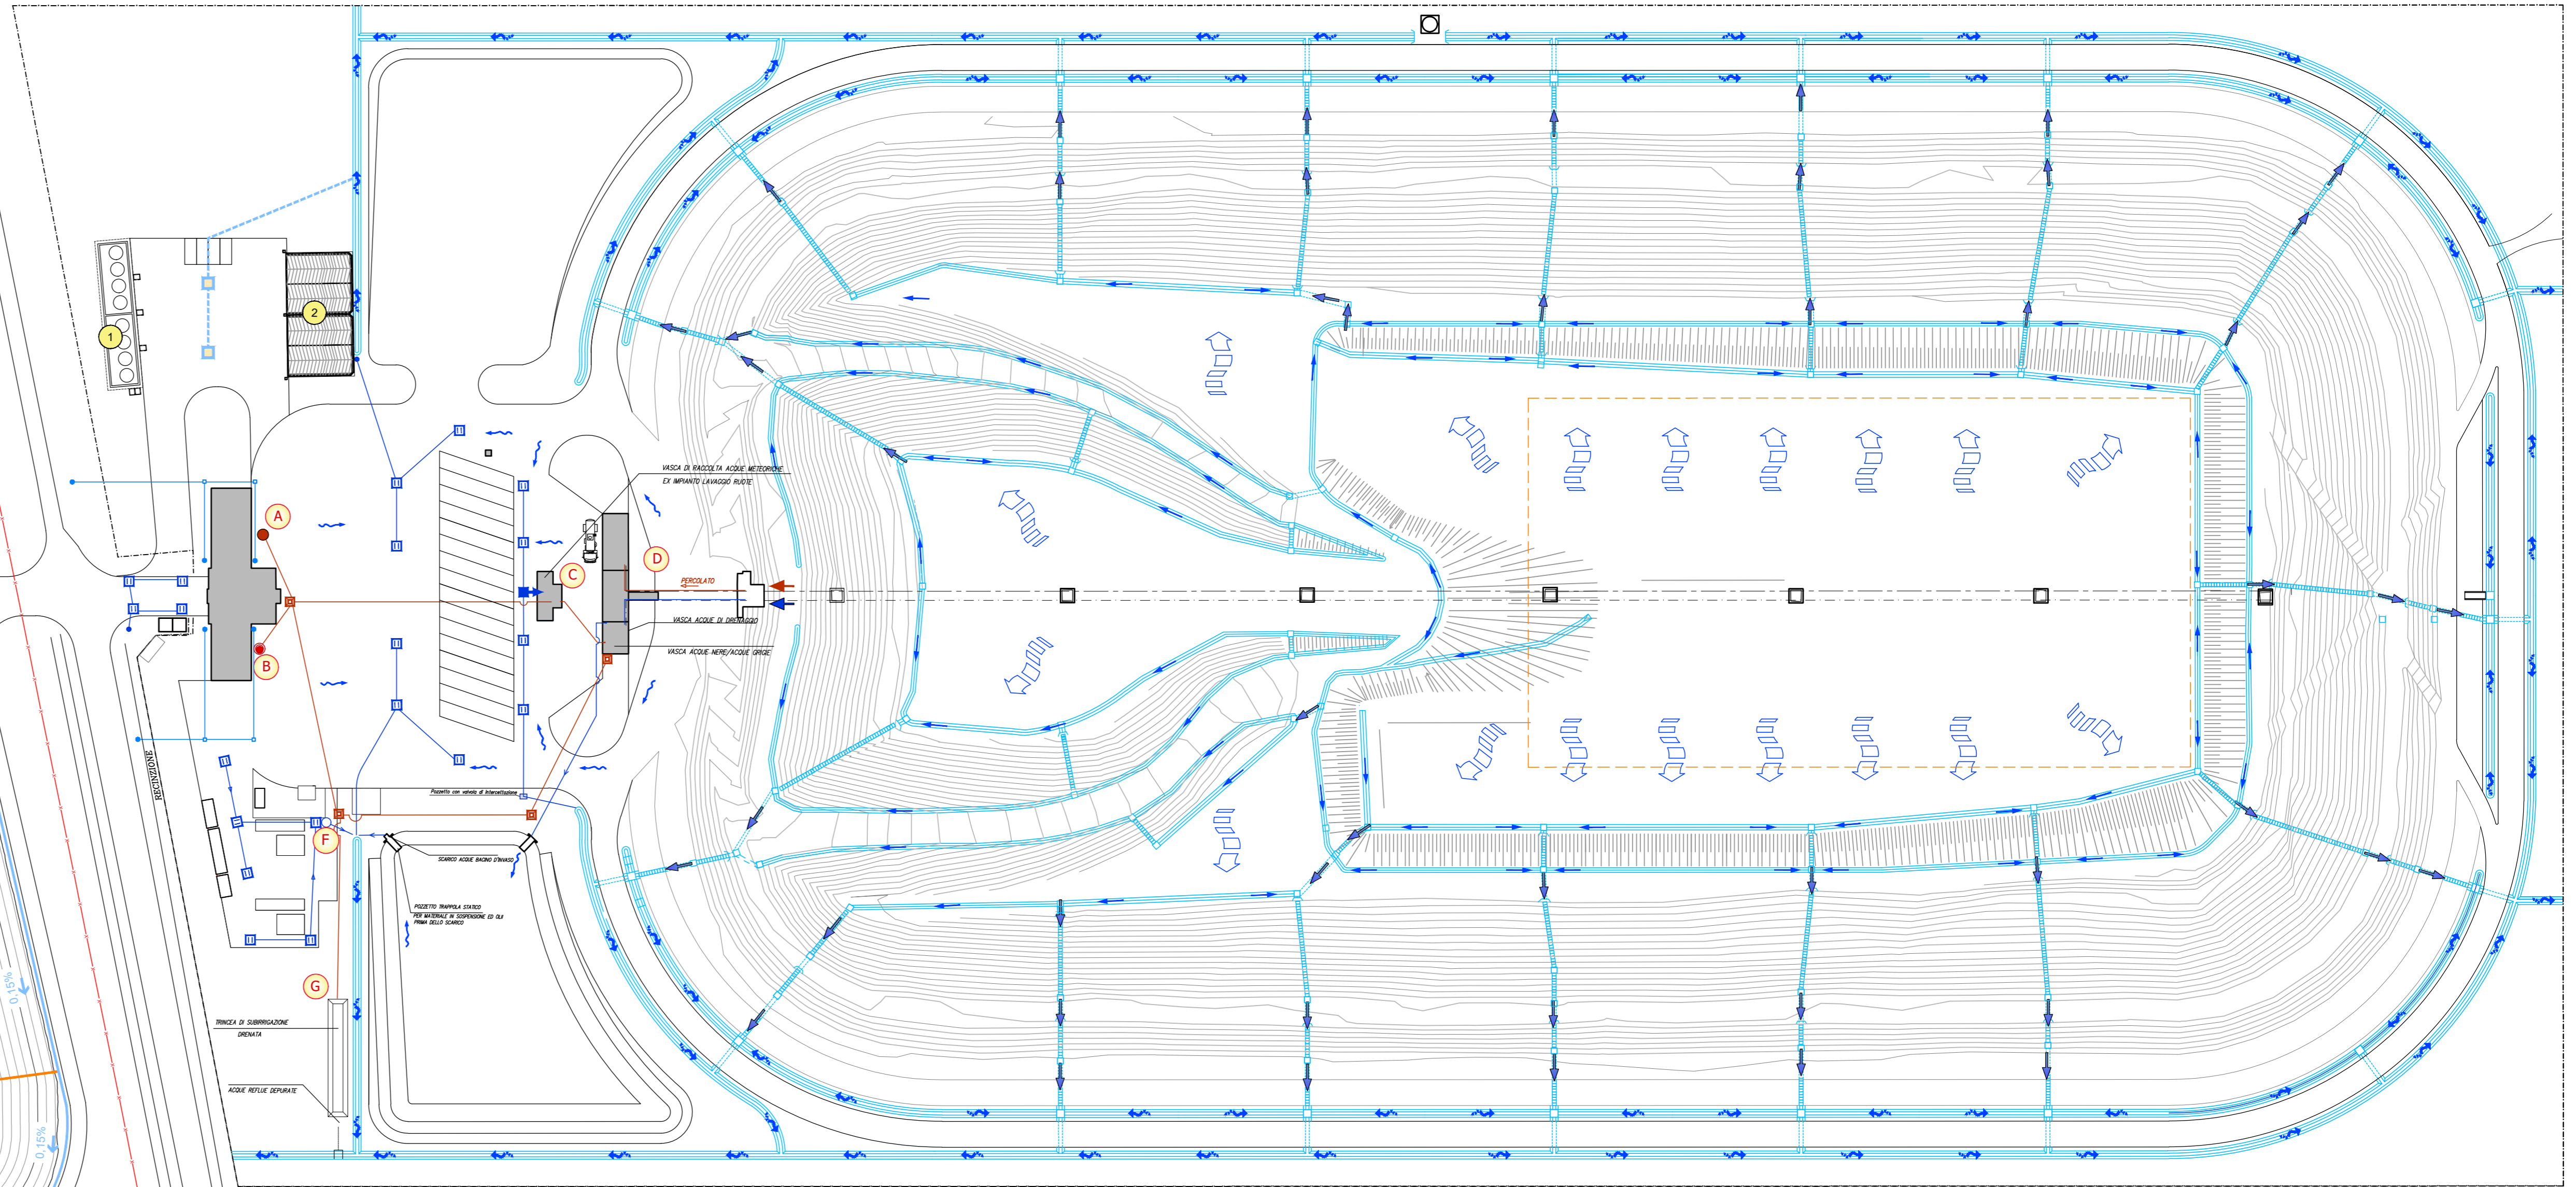 1
2
A
VASCA DI RACCOLTA ACQUE METEORICHE
EX IMPIANTO LAVAGGIO RUOTE
C
D
PERCOLATO
VASCA ACQUE DI DRENAGGIO
VASCA ACQUE NERE/ACQUE GRIGIE
B
RECINZIONE
Pozzetto con valvola di intercettazione
F
SCARICO ACQUE BACINO D'INVASO
POZZETTO TRAPPOLA STATICO
PER MATERIALE IN SOSPENSIONE ED OLII
PRIMA DELLO SCARICO
G
0,15%
TRINCEA DI SUBIRRIGAZIONE
DRENATA
ACQUE REFLUE DEPURATE
0,15%